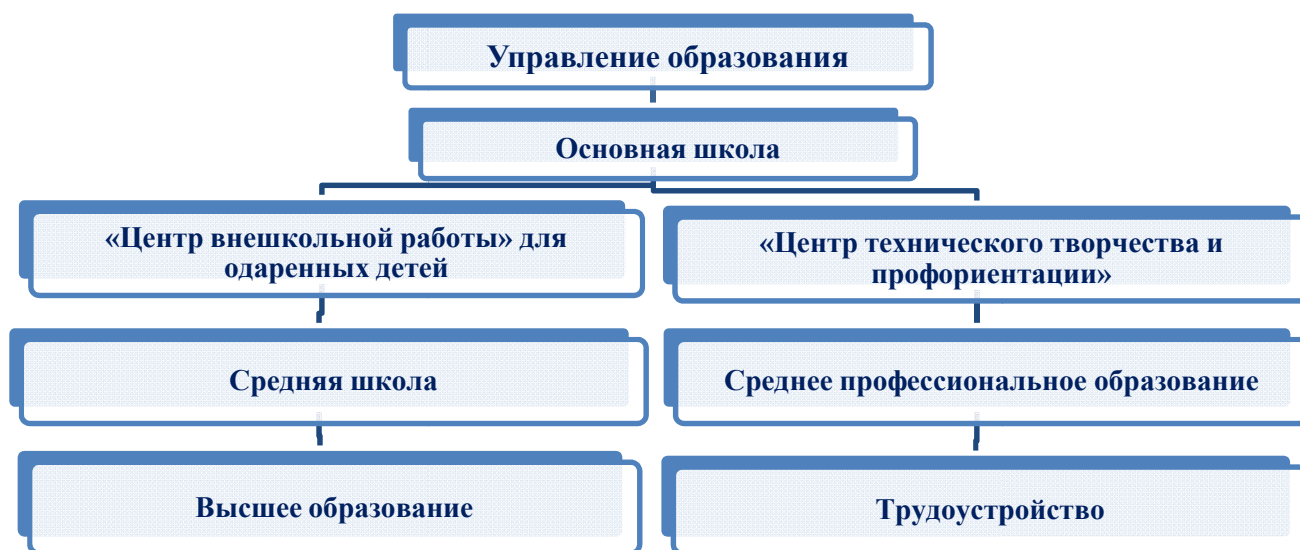 Управление образования
Основная школа
«Центр внешкольной работы» для
одаренных детей
«Центр технического творчества и
профориентации»
Средняя школа
Среднее профессиональное образование
Высшее образование
Трудоустройство